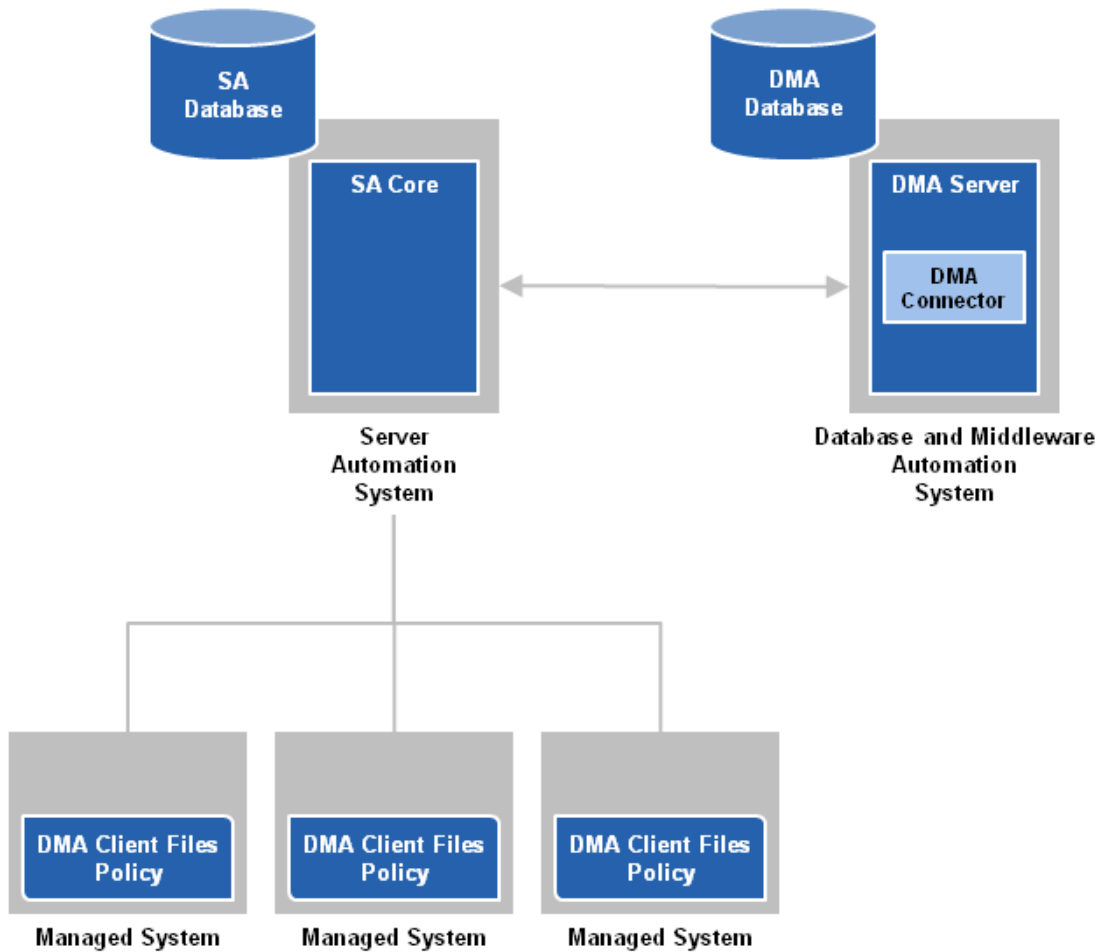 SA
Database
DMA
Database
SA Core
DMA Server
DMA
Connector
Server
Automation
System
Database and Middleware
Automation
System
DMA Client Files
Policy
DMA Client Files
Policy
DMA Client Files
Policy
Managed System
Managed System
Managed System